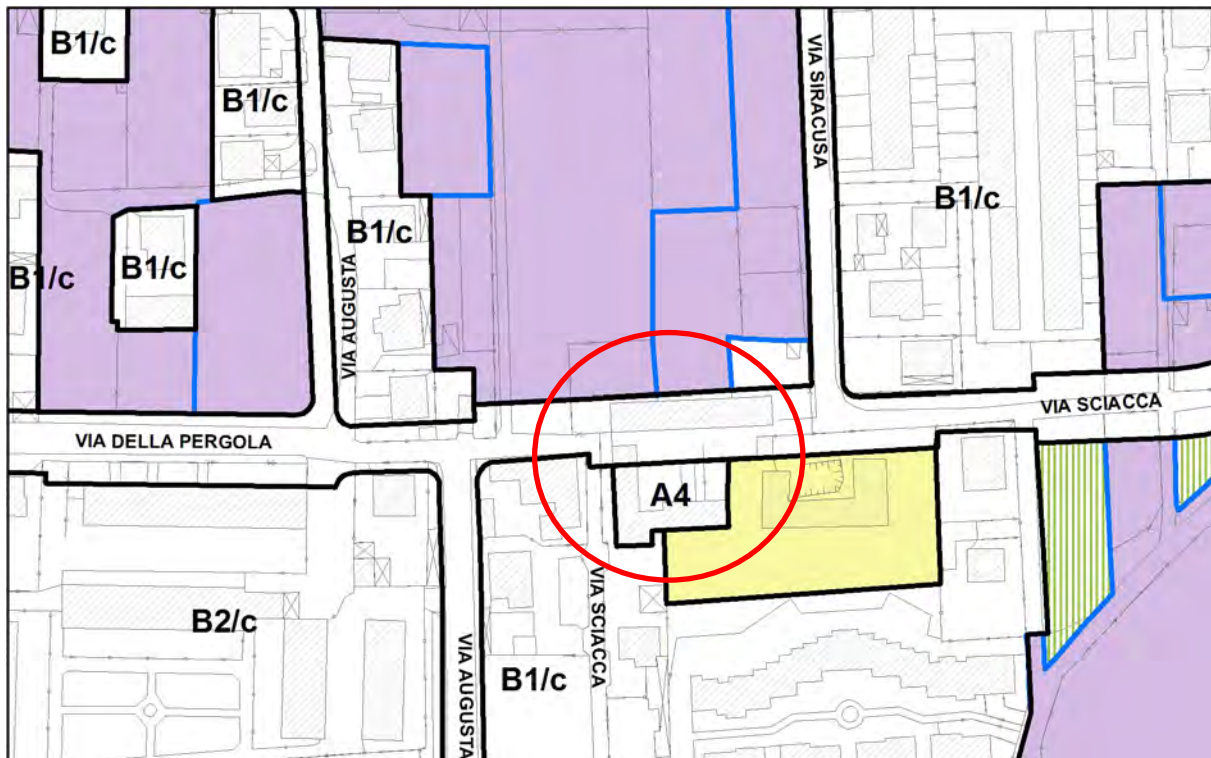 B1/c
B1/c
VIA SIRACUSA
B1/c
B1/c
B1/c
B1/c
VIA AUGUSTA
VIA SCIACCA
VIA DELLA PERGOLA
A4
VIA SCIACCA
B2/c
VIA AUGUSTA
B1/c